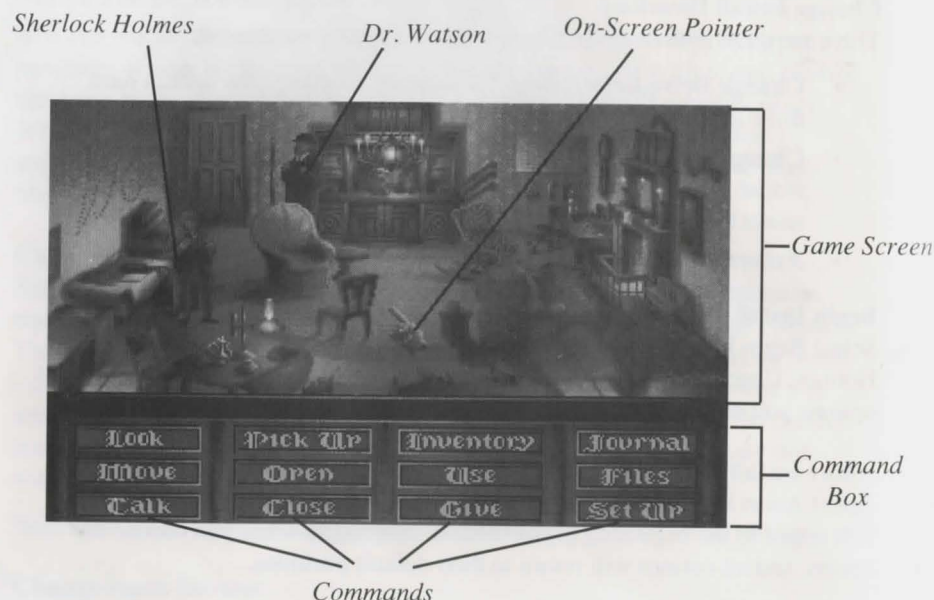 Sherlock Holmes
Dr. Watson
On-Screen Pointer
Game Screen
Look
Pick Up
Inventory
Journal
Move
Open
Use
Files
Talk
Close
Give
Set Up
Command
Box
Commands